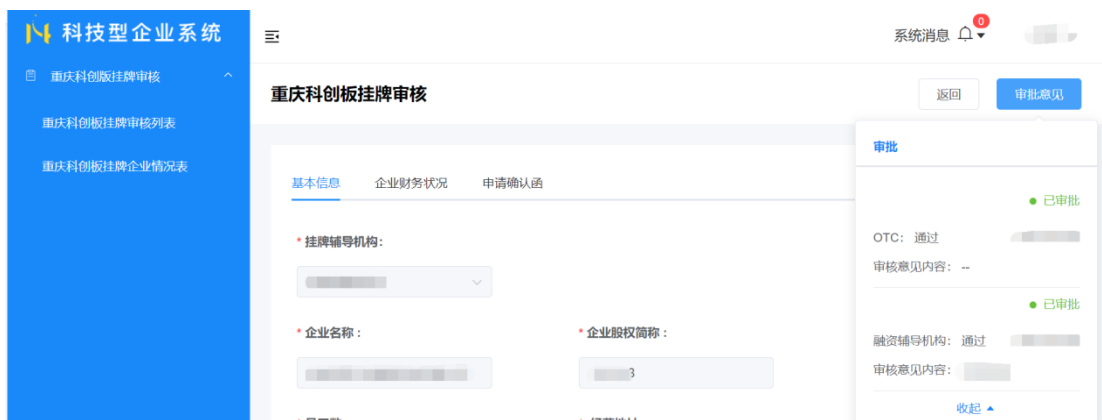 科技型企业系统
系统消息
0
重庆科创版挂牌审核
重庆科创板挂牌审核列表
重庆科创板挂牌企业情况表
重庆科创板挂牌审核
返回
审批意见
基本信息
企业财务状况
申请确认函
* 挂牌辅导机构：
* 企业名称：
* 企业股权简称：
3
审批
已审批
OTC： 通过
审核意见内容： --
已审批
融资辅导机构： 通过
审核意见内容：
收起